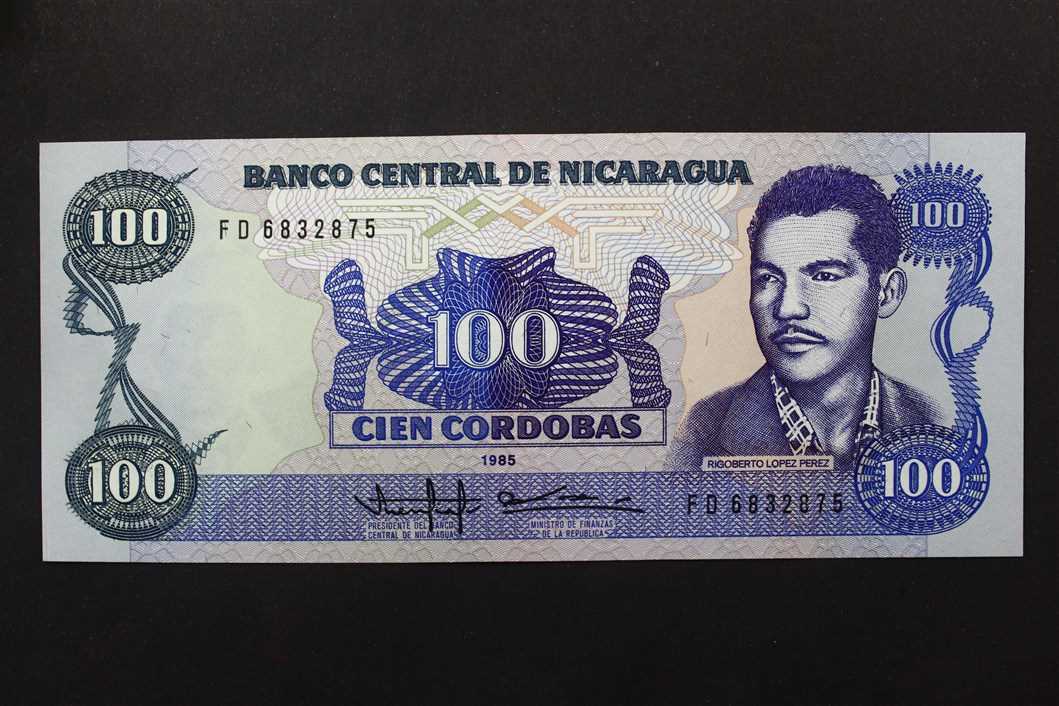 BANCO CENTRAL DE NICARAGUA
100
100
FD 6832875
100
CIEN CORDOBAS
1985
RIGOBERTO LOPEZ PEREZ
100
100
FD 6832875
PRESIDENTE DEL BANCO
CENTRAL DE NICARAGUA
MINISTRO DE FINANZAS
DE LA REPUBLICA